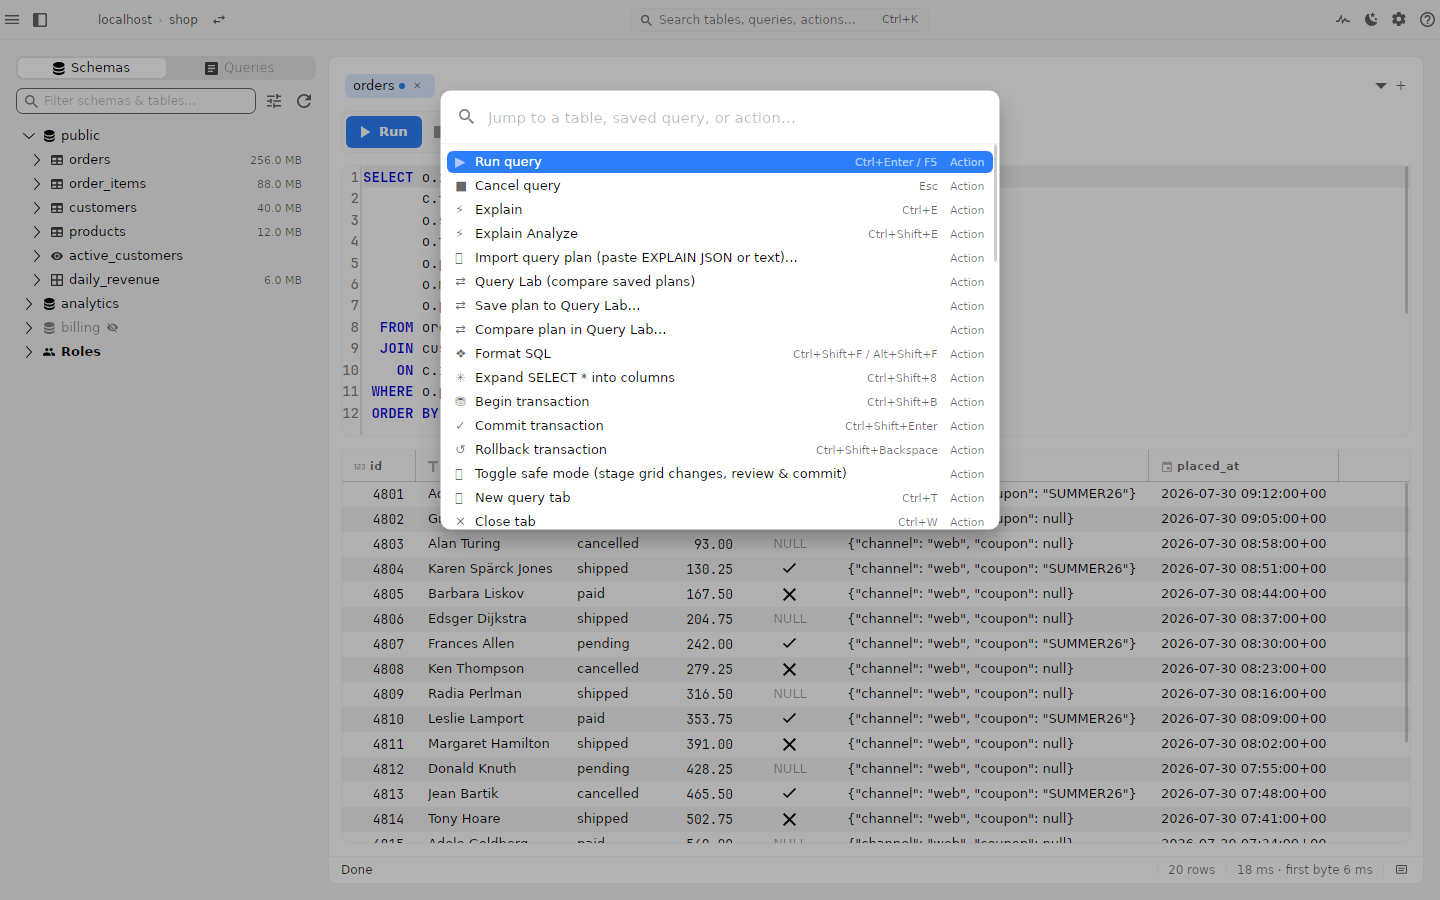 localhost › shop
Search tables, queries, actions... Ctrl+K
Schemas
Queries
Filter schemas & tables...
public
orders 256.0 MB
order_items 88.0 MB
customers 40.0 MB
products 12.0 MB
active_customers
daily_revenue 6.0 MB
analytics
billing
Roles
orders
Run
Jump to a table, saved query, or action...
Run query Ctrl+Enter / F5 Action
Cancel query Esc Action
Explain Ctrl+E Action
Explain Analyze Ctrl+Shift+E Action
Import query plan (paste EXPLAIN JSON or text)... Action
Query Lab (compare saved plans) Action
Save plan to Query Lab... Action
Compare plan in Query Lab... Action
Format SQL Ctrl+Shift+F / Alt+Shift+F Action
Expand SELECT * into columns Ctrl+Shift+8 Action
Begin transaction Ctrl+Shift+B Action
Commit transaction Ctrl+Shift+Enter Action
Rollback transaction Ctrl+Shift+Backspace Action
Toggle safe mode (stage grid changes, review & commit) Action
New query tab Ctrl+T Action
Close tab Ctrl+W Action
1 SELECT o.
2 c.
3 o.
4 o.
5 o.
6 o.
7 o.
8 FROM
9 JOIN
10 ON c.
11 WHERE o.
12 ORDER BY
123 id placed_at
4801 "coupon": "SUMMER26"} 2026-07-30 09:12:00+00
4802 "coupon": null} 2026-07-30 09:05:00+00
4803 Alan Turing cancelled 93.00 NULL {"channel": "web", "coupon": null} 2026-07-30 08:58:00+00
4804 Karen Spärck Jones shipped 130.25 ✓ {"channel": "web", "coupon": "SUMMER26"} 2026-07-30 08:51:00+00
4805 Barbara Liskov paid 167.50 ✕ {"channel": "web", "coupon": null} 2026-07-30 08:44:00+00
4806 Edsger Dijkstra shipped 204.75 NULL {"channel": "web", "coupon": null} 2026-07-30 08:37:00+00
4807 Frances Allen pending 242.00 ✓ {"channel": "web", "coupon": "SUMMER26"} 2026-07-30 08:30:00+00
4808 Ken Thompson cancelled 279.25 ✕ {"channel": "web", "coupon": null} 2026-07-30 08:23:00+00
4809 Radia Perlman shipped 316.50 NULL {"channel": "web", "coupon": null} 2026-07-30 08:16:00+00
4810 Leslie Lamport paid 353.75 ✓ {"channel": "web", "coupon": "SUMMER26"} 2026-07-30 08:09:00+00
4811 Margaret Hamilton shipped 391.00 ✕ {"channel": "web", "coupon": null} 2026-07-30 08:02:00+00
4812 Donald Knuth pending 428.25 NULL {"channel": "web", "coupon": null} 2026-07-30 07:55:00+00
4813 Jean Bartik cancelled 465.50 ✓ {"channel": "web", "coupon": "SUMMER26"} 2026-07-30 07:48:00+00
4814 Tony Hoare shipped 502.75 ✕ {"channel": "web", "coupon": null} 2026-07-30 07:41:00+00
Done 20 rows 18 ms · first byte 6 ms